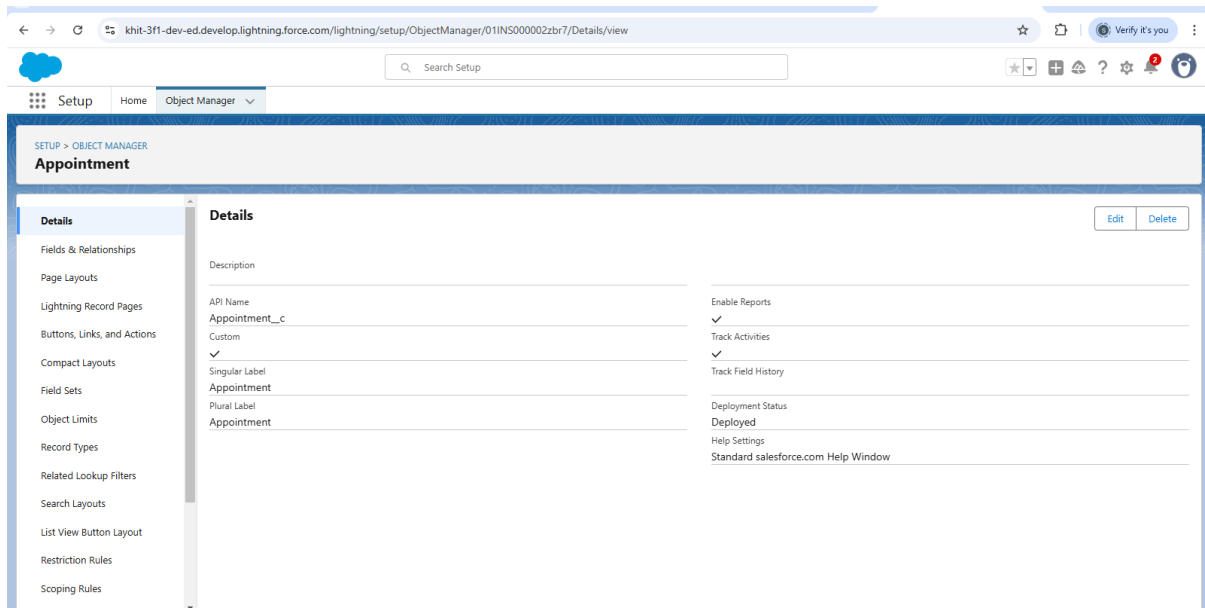 khit-3f1-dev-ed.develop.lightning.force.com/lightning/setup/ObjectManager/01INS000002zbr7/Details/view
Verify it's you
Search Setup
2
Setup
Home
Object Manager
SETUP > OBJECT MANAGER
Appointment
Details
Fields & Relationships
Page Layouts
Lightning Record Pages
Buttons, Links, and Actions
Compact Layouts
Field Sets
Object Limits
Record Types
Related Lookup Filters
Search Layouts
List View Button Layout
Restriction Rules
Scoping Rules
Details
Edit
Delete
Description
API Name
Appointment__c
Custom
Singular Label
Appointment
Plural Label
Appointment
Enable Reports
Track Activities
Track Field History
Deployment Status
Deployed
Help Settings
Standard salesforce.com Help Window